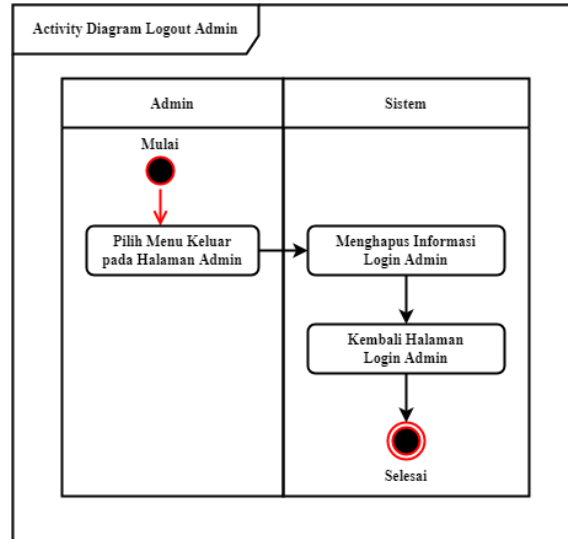 Activity Diagram Logout Admin
Admin
Sistem
Mulai
Pilih Menu Keluar
pada Halaman Admin
Menghapus Informasi
Login Admin
Kembali Halaman
Login Admin
Selesai